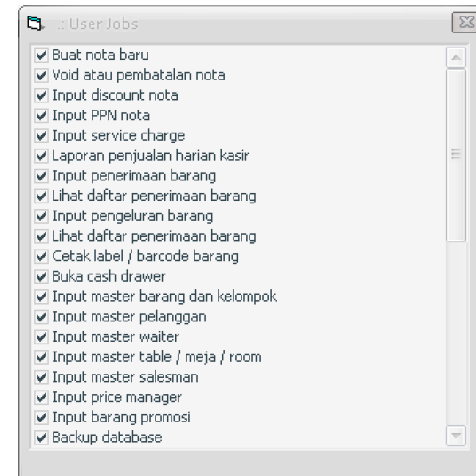 .: User Jobs
Buat nota baru
Void atau pembatalan nota
Input discount nota
Input PPN nota
Input service charge
Laporan penjualan harian kasir
Input penerimaan barang
Lihat daftar penerimaan barang
Input pengeluran barang
Lihat daftar penerimaan barang
Cetak label / barcode barang
Buka cash drawer
Input master barang dan kelompok
Input master pelanggan
Input master waiter
Input master table / meja / room
Input master salesman
Input price manager
Input barang promosi
Backup database